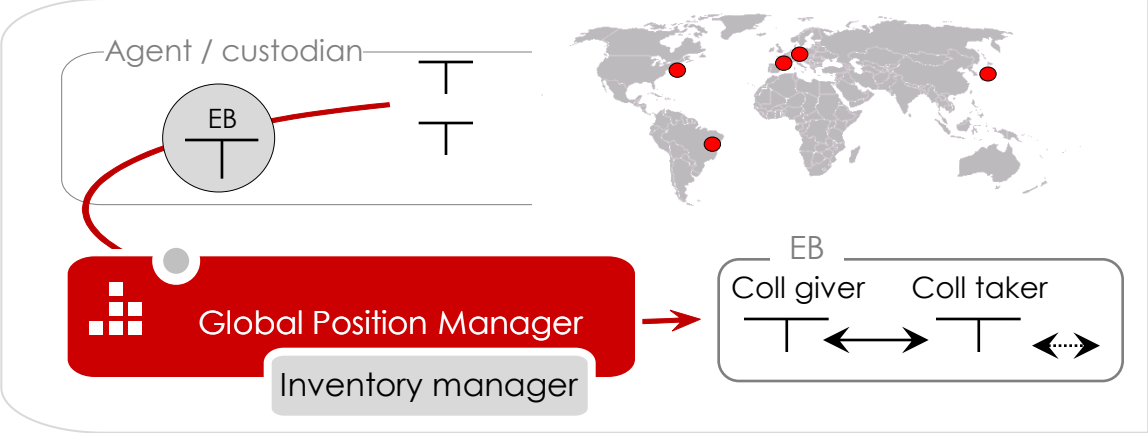 Agent / custodian
EB
EB
Coll giver
Coll taker
Global Position Manager
Inventory manager